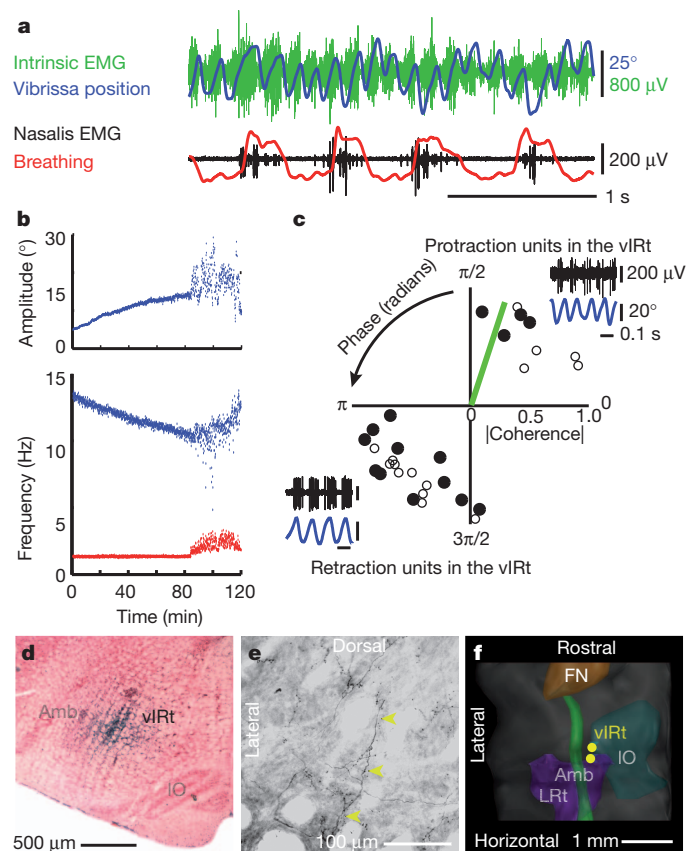 a
Intrinsic EMG
Vibrissa position
25°
800 μV
Nasalis EMG
Breathing
200 μV
1 s
b
Amplitude (°)
30
15
0
Frequency (Hz)
15
10
5
0
0 40 80 120
Time (min)
c
Protraction units in the vIRt
π/2
200 μV
20°
0.1 s
Phase (radians)
π
0
0 0.5 1.0
|Coherence|
3π/2
Retraction units in the vIRt
d
Amb
vIRt
IO
500 μm
e
Dorsal
Lateral
100 μm
f
Rostral
FN
Lateral
vIRt
IO
Amb
LRt
Horizontal 1 mm